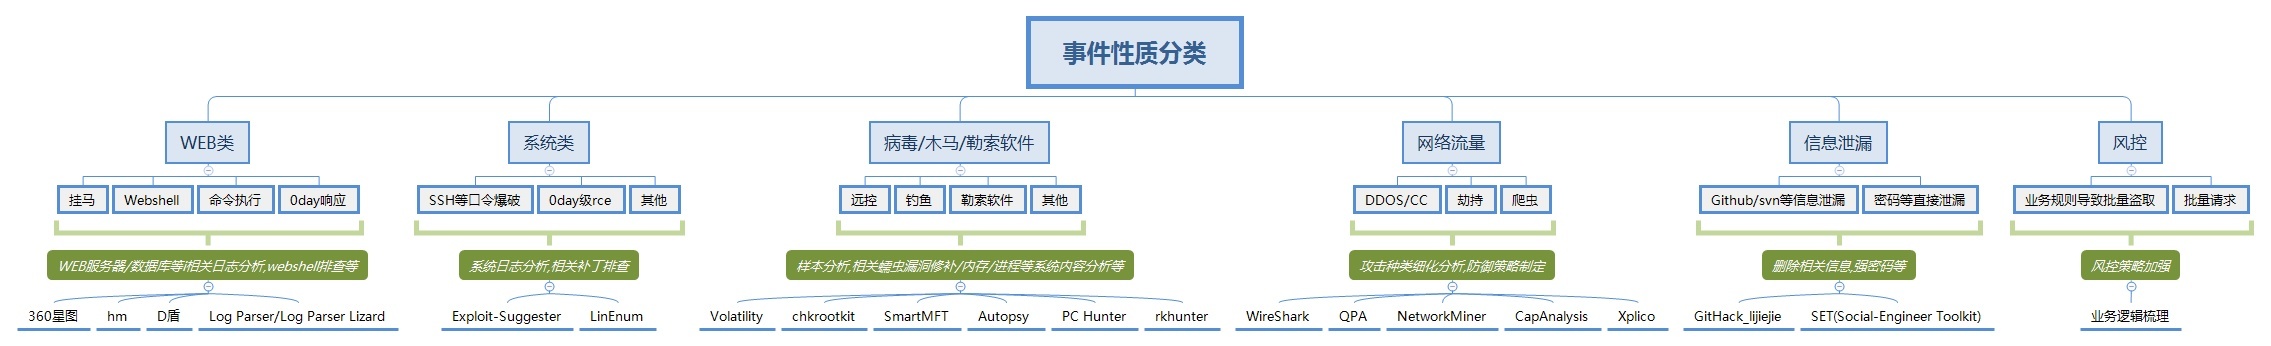 事件性质分类
WEB类
系统类
病毒/木马/勒索软件
网络流量
信息泄漏
风控
挂马
Webshell
命令执行
0day响应
SSH等口令爆破
0day级rce
其他
远控
钓鱼
勒索软件
其他
DDOS/CC
劫持
爬虫
Github/svn等信息泄漏
密码等直接泄漏
业务规则导致批量盗取
批量请求
WEB服务器/数据库等i相关日志分析,webshell排查等
系统日志分析,相关补丁排查
样本分析,相关蠕虫漏洞修补/内存/进程等系统内容分析等
攻击种类细化分析,防御策略制定
删除相关信息,强密码等
风控策略加强
360星图
hm
D盾
Log Parser/Log Parser Lizard
Exploit-Suggester
LinEnum
Volatility
chkrootkit
SmartMFT
Autopsy
PC Hunter
rkhunter
WireShark
QPA
NetworkMiner
CapAnalysis
Xplico
GitHack_lijiejie
SET(Social-Engineer Toolkit)
业务逻辑梳理